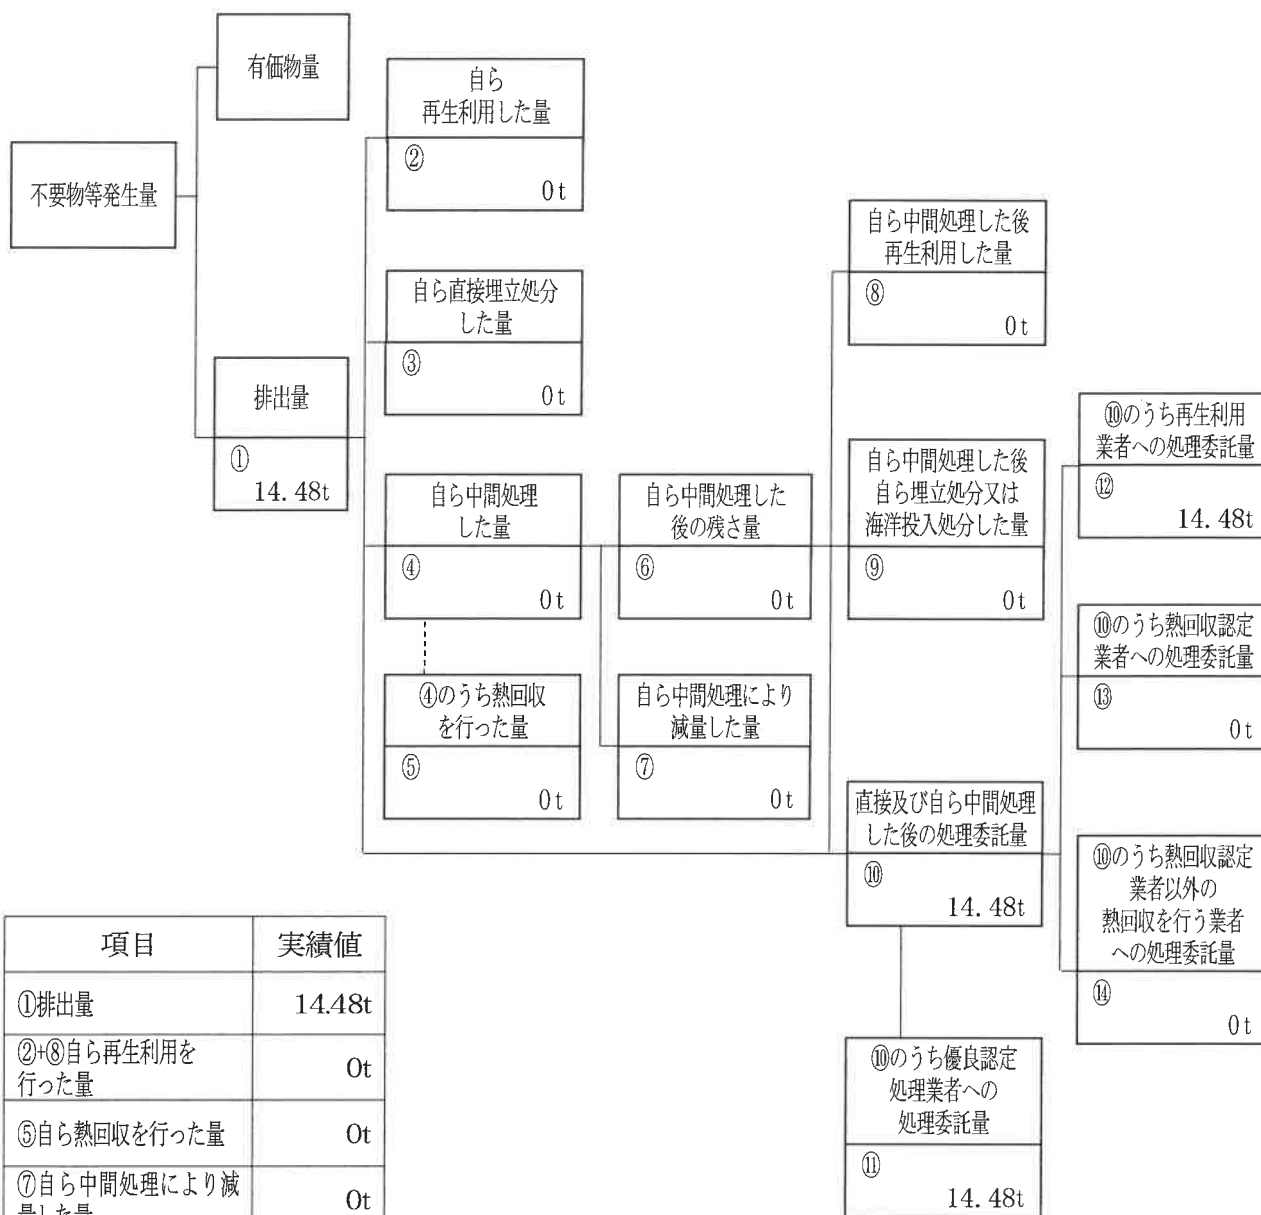 有価物量
不要物等発生量
排出量
①
14.48t
自ら
再生利用した量
②
0t
自ら直接埋立処分
した量
③
0t
自ら中間処理
した量
④
0t
④のうち熱回収
を行った量
⑤
0t
自ら中間処理した
後の残さ量
⑥
0t
自ら中間処理により
減量した量
⑦
0t
自ら中間処理した後
再生利用した量
⑧
0t
自ら中間処理した後
自ら埋立処分又は
海洋投入処分した量
⑨
0t
直接及び自ら中間処理
した後の処理委託量
⑩
14.48t
⑩のうち優良認定
処理業者への
処理委託量
⑪
14.48t
⑩のうち再生利用
業者への処理委託量
⑫
14.48t
⑩のうち熱回収認定
業者への処理委託量
⑬
0t
⑩のうち熱回収認定
業者以外の
熱回収を行う業者
への処理委託量
⑭
0t
項目 実績値
①排出量 14.48t
②+⑧自ら再生利用を
行った量 0t
⑤自ら熱回収を行った量 0t
⑦自ら中間処理により減
量した量 0t